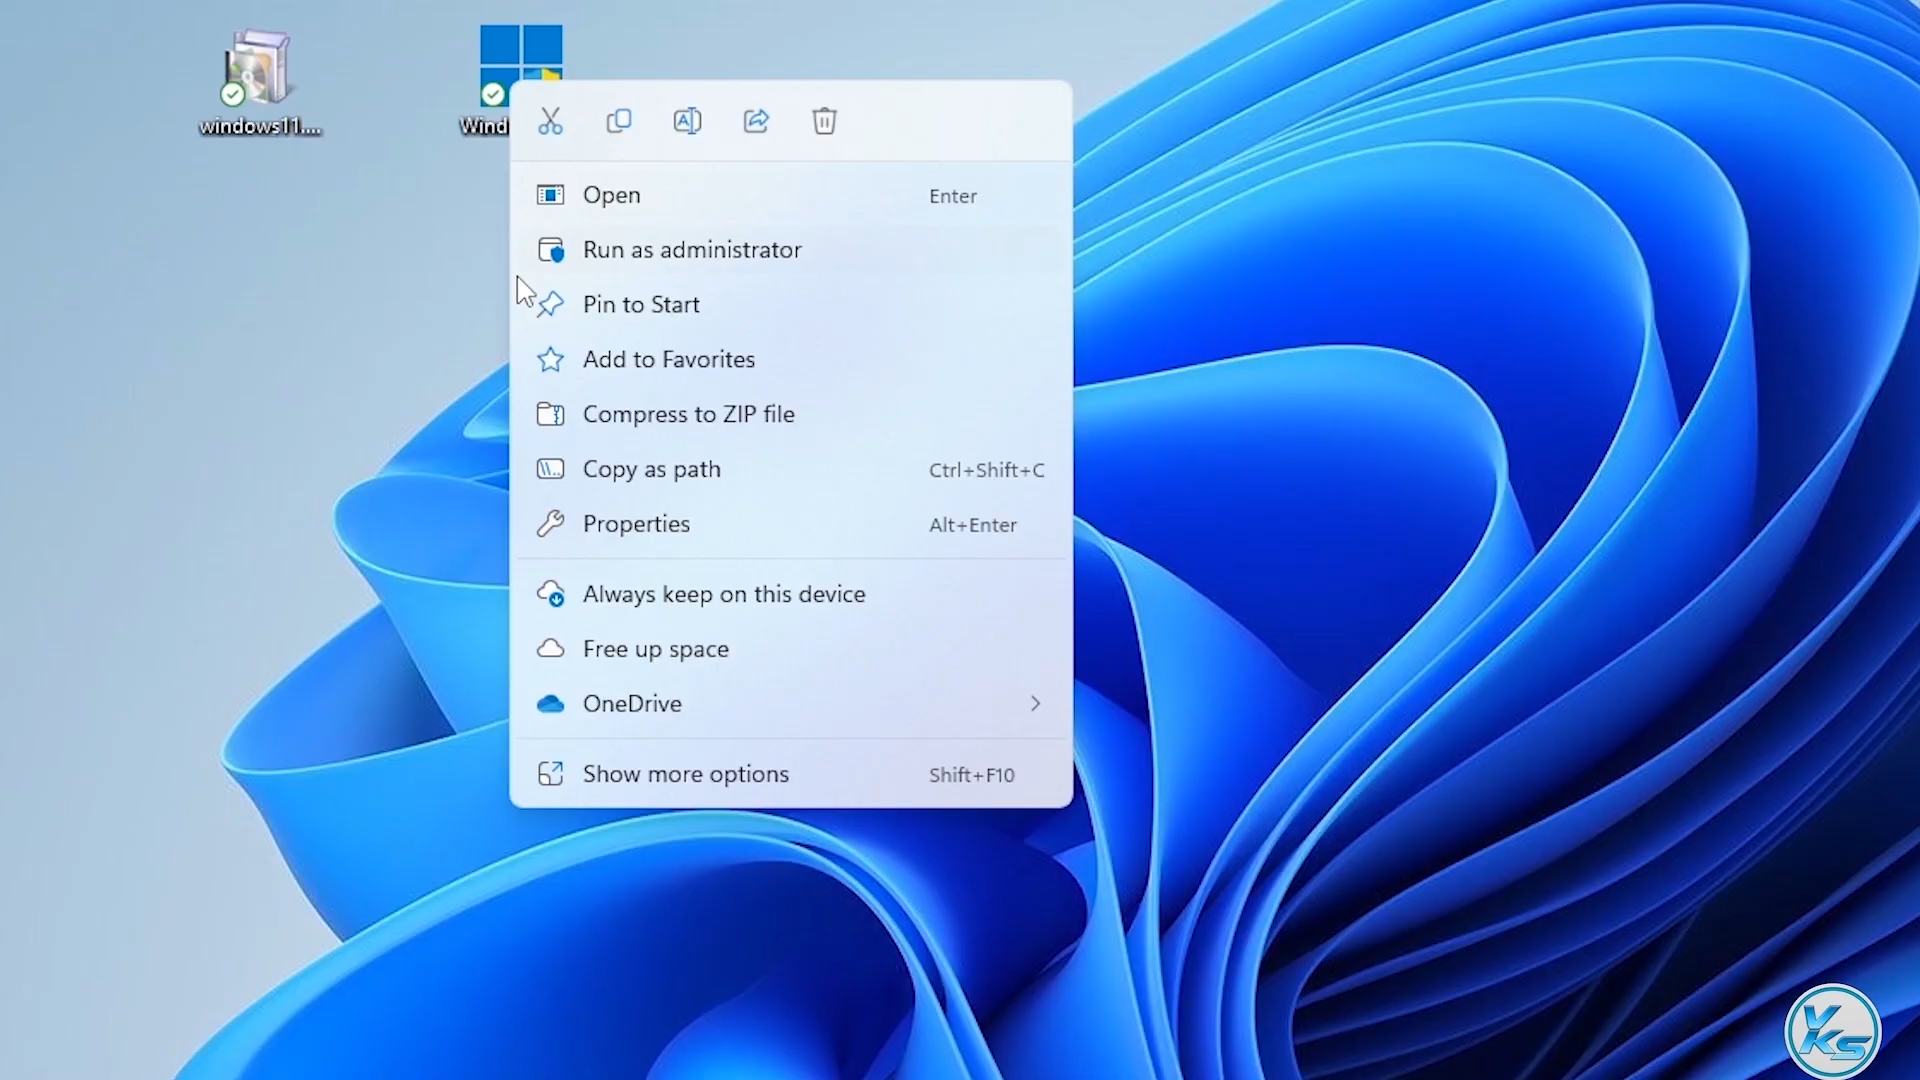 windows11....
Wind
Open Enter
Run as administrator
Pin to Start
Add to Favorites
Compress to ZIP file
Copy as path Ctrl+Shift+C
Properties Alt+Enter
Always keep on this device
Free up space
OneDrive
Show more options Shift+F10
VKS